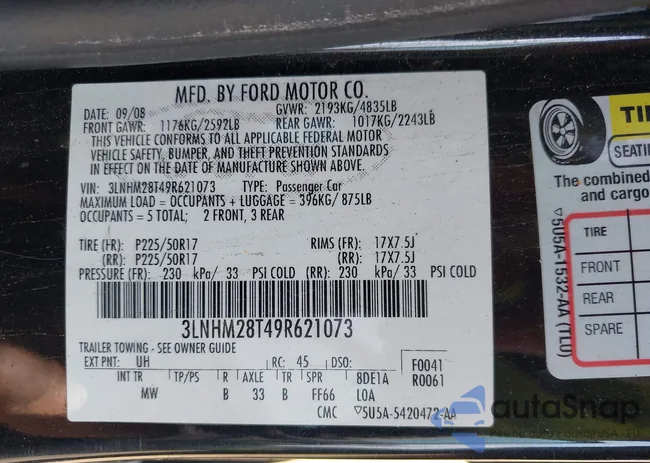 MFD. BY FORD MOTOR CO.
DATE: 09/08 GVWR: 2193KG/4835LB
FRONT GAWR: 1176KG/2592LB REAR GAWR: 1017KG/2243LB
THIS VEHICLE CONFORMS TO ALL APPLICABLE FEDERAL MOTOR
VEHICLE SAFETY, BUMPER, AND THEFT PREVENTION STANDARDS
IN EFFECT ON THE DATE OF MANUFACTURE SHOWN ABOVE.
VIN: 3LNHM28T49R621073 TYPE: Passenger Car
MAXIMUM LOAD = OCCUPANTS + LUGGAGE = 396KG/ 875LB
OCCUPANTS = 5 TOTAL; 2 FRONT, 3 REAR
TIRE (FR): P225/50R17 RIMS (FR): 17X7.5J
(RR): P225/50R17 (RR): 17X7.5J
PRESSURE (FR): 230 kPa/ 33 PSI COLD (RR): 230 kPa/ 33 PSI COLD
3LNHM28T49R621073
TRAILER TOWING - SEE OWNER GUIDE
EXT PNT: UH RC: 45 DSO: F0041
INT TR TP/PS R AXLE TR SPR 8DE1A R0061
MW B 33 B FF66 LOA
CMC ▽5U5A-5420472-AA
TI
SEATI
The combined
and cargo
TIRE
FRONT
REAR
SPARE
▽5U5A-1532-AA (TLO)
autoSnap